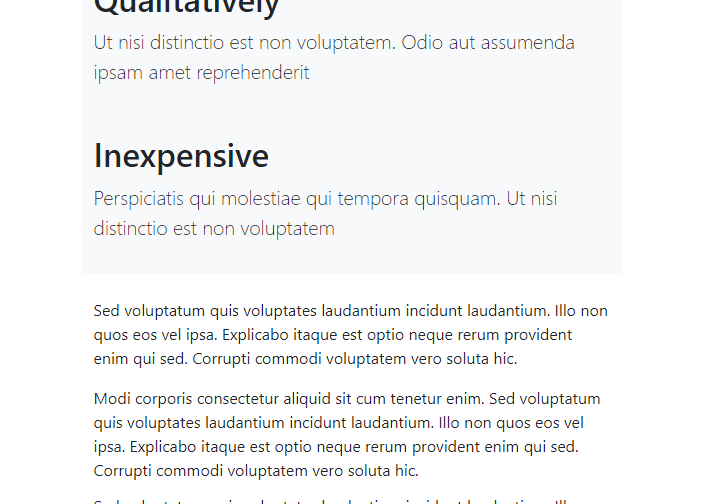 Qualitatively
Ut nisi distinctio est non voluptatem. Odio aut assumenda
ipsam amet reprehenderit
Inexpensive
Perspiciatis qui molestiae qui tempora quisquam. Ut nisi
distinctio est non voluptatem
Sed voluptatum quis voluptates laudantium incidunt laudantium. Illo non
quos eos vel ipsa. Explicabo itaque est optio neque rerum provident
enim qui sed. Corrupti commodi voluptatem vero soluta hic.
Modi corporis consectetur aliquid sit cum tenetur enim. Sed voluptatum
quis voluptates laudantium incidunt laudantium. Illo non quos eos vel
ipsa. Explicabo itaque est optio neque rerum provident enim qui sed.
Corrupti commodi voluptatem vero soluta hic.